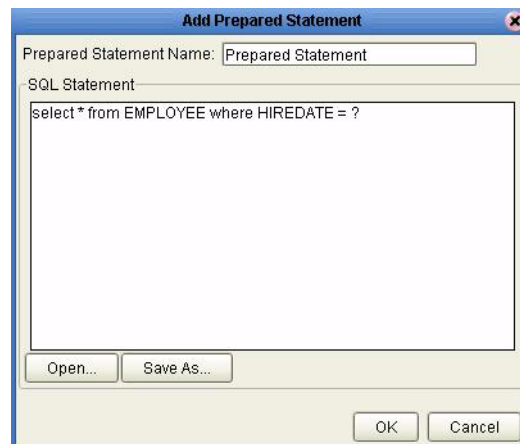 Add Prepared Statement
Prepared Statement Name: Prepared Statement
SQL Statement
select * from EMPLOYEE where HIREDATE = ?
Open... Save As...
OK Cancel